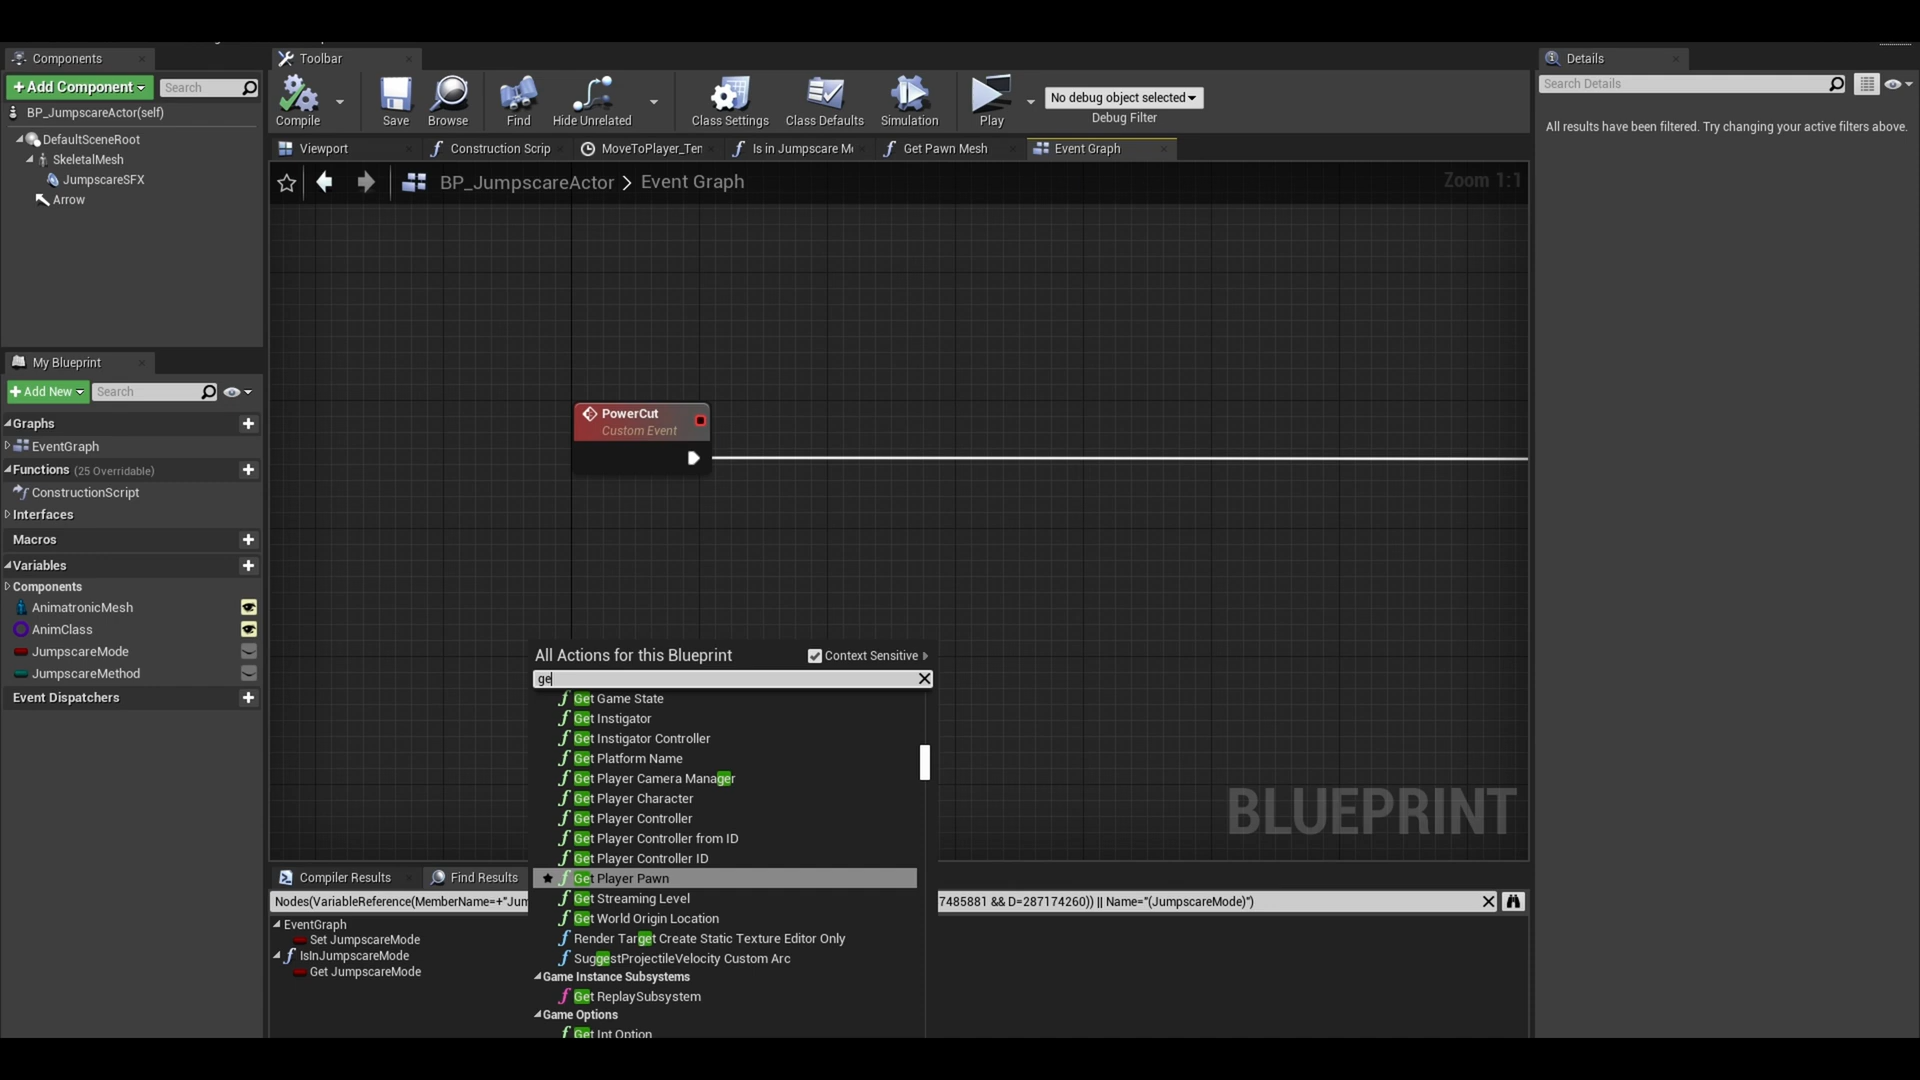 Components
Toolbar
Details
+Add Component
Search
BP_JumpscareActor(self)
DefaultSceneRoot
SkeletalMesh
JumpscareSFX
Arrow
Compile
Save
Browse
Find
Hide Unrelated
Class Settings
Class Defaults
Simulation
Play
No debug object selected
Debug Filter
Search Details
All results have been filtered. Try changing your active filters above.
Viewport
Construction Scrip
MoveToPlayer_Ten
Is in Jumpscare Mo
Get Pawn Mesh
Event Graph
BP_JumpscareActor > Event Graph
Zoom 1:1
My Blueprint
+Add New
Search
Graphs
EventGraph
Functions (25 Overridable)
ConstructionScript
Interfaces
Macros
Variables
Components
AnimatronicMesh
AnimClass
JumpscareMode
JumpscareMethod
Event Dispatchers
PowerCut
Custom Event
All Actions for this Blueprint
Context Sensitive
ge
Get Game State
Get Instigator
Get Instigator Controller
Get Platform Name
Get Player Camera Manager
Get Player Character
Get Player Controller
Get Player Controller from ID
Get Player Controller ID
Get Player Pawn
Get Streaming Level
Get World Origin Location
Render Target Create Static Texture Editor Only
SuggestProjectileVelocity Custom Arc
Game Instance Subsystems
Get ReplaySubsystem
Game Options
Get Int Option
BLUEPRINT
Compiler Results
Find Results
Nodes(VariableReference(MemberName=+"Jum
7485881 && D=287174260)) || Name="(JumpscareMode)")
EventGraph
Set JumpscareMode
IsInJumpscareMode
Get JumpscareMode